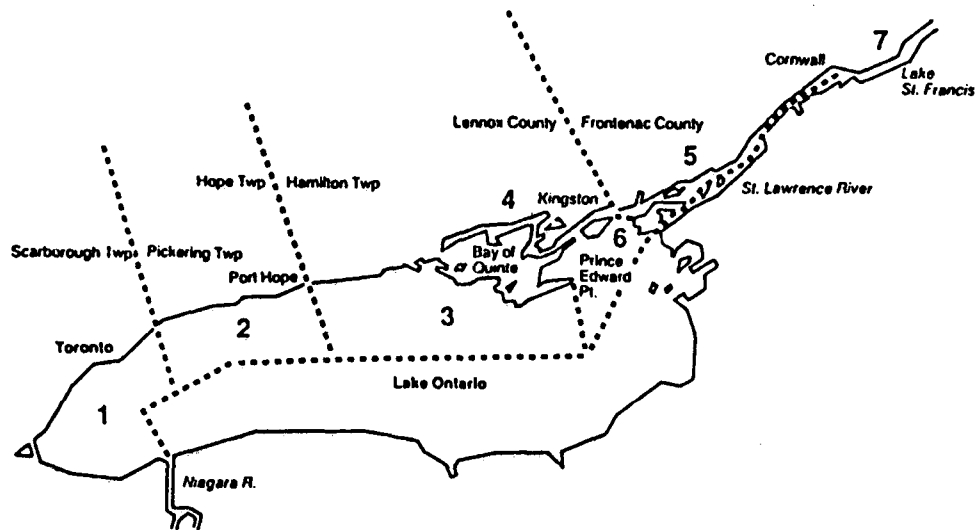 7
Cornwall
Lake
St. Francis
Lennox County
Frontenac County
5
Hope Twp
Hamilton Twp
4
Kingston
St. Lawrence River
6
Scarborough Twp
Pickering Twp
Bay of
Quinte
Prince
Edward
Pt.
Port Hope
2
3
Toronto
Lake Ontario
1
Niagara R.